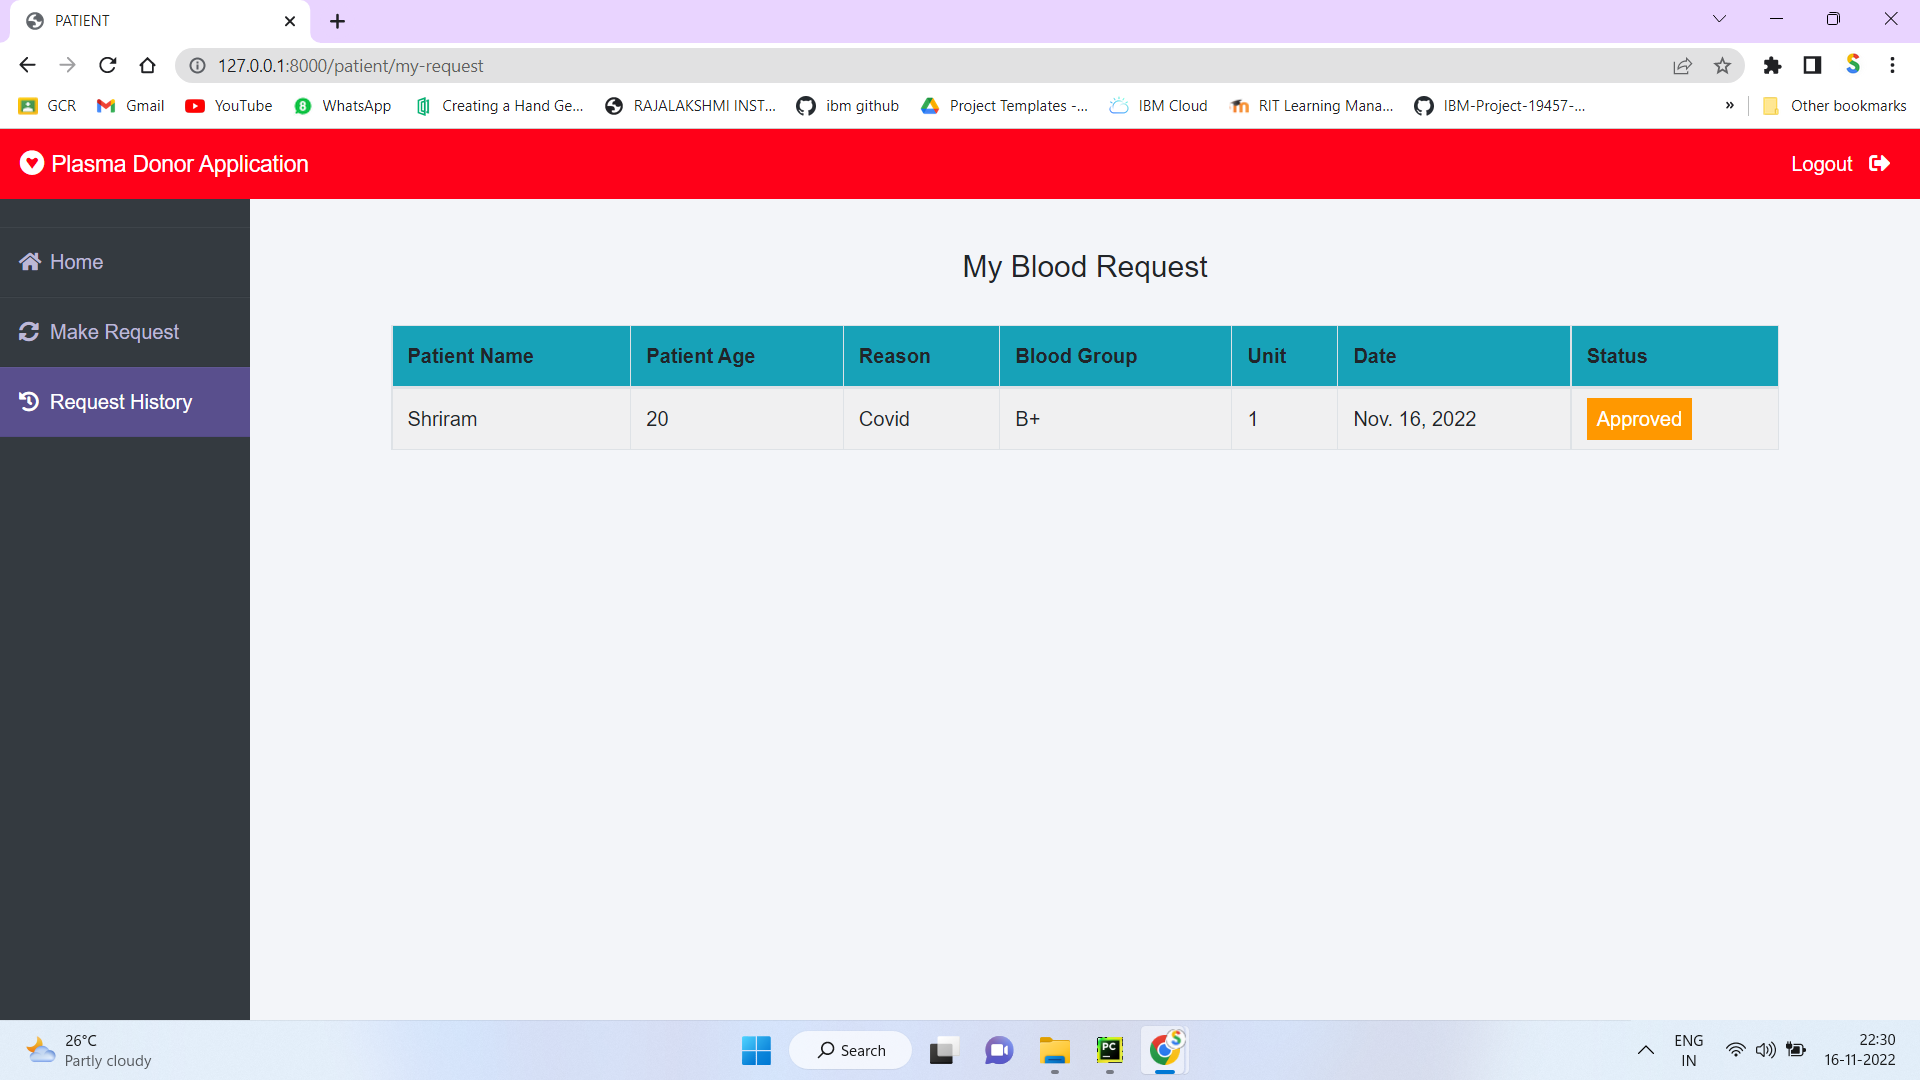 PATIENT
127.0.0.1:8000/patient/my-request
GCR Gmail YouTube WhatsApp Creating a Hand Ge... RAJALAKSHMI INST... ibm github Project Templates -... IBM Cloud RIT Learning Mana... IBM-Project-19457-... » Other bookmarks
Plasma Donor Application Logout
Home
Make Request
Request History
My Blood Request
Patient Name Patient Age Reason Blood Group Unit Date Status
Shriram 20 Covid B+ 1 Nov. 16, 2022 Approved
26°C
Partly cloudy
Search
PC
ENG
IN
22:30
16-11-2022